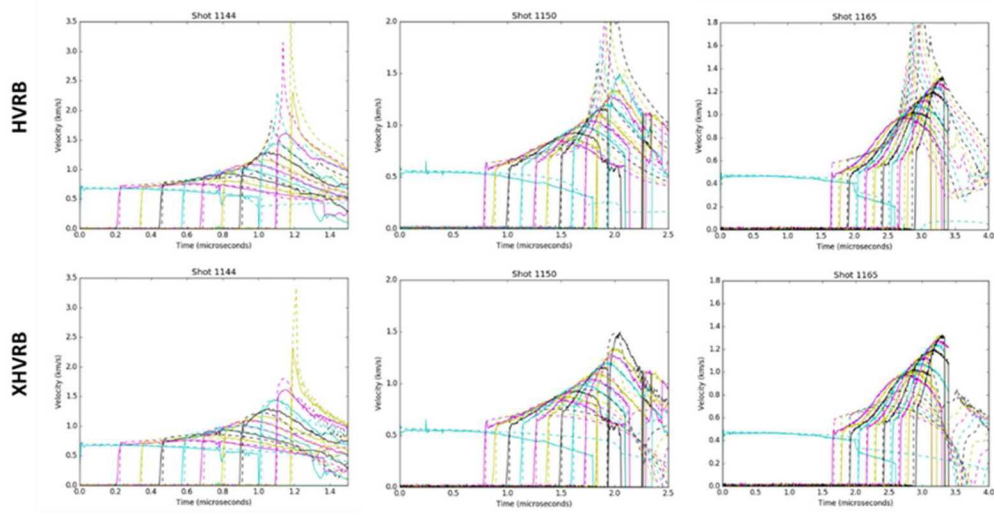 HVRB
Shot 1144
Velocity (km/s)
3.5
3.0
2.5
2.0
1.5
1.0
0.5
0.0
0.0 0.2 0.4 0.6 0.8 1.0 1.2 1.4
Time (microseconds)
Shot 1150
Velocity (km/s)
2.0
1.5
1.0
0.5
0.0
0.0 0.5 1.0 1.5 2.0 2.5
Time (microseconds)
Shot 1165
Velocity (km/s)
1.8
1.6
1.4
1.2
1.0
0.8
0.6
0.4
0.2
0.0
0.0 0.5 1.0 1.5 2.0 2.5 3.0 3.5 4.0
Time (microseconds)
XHVRB
Shot 1144
Velocity (km/s)
3.5
3.0
2.5
2.0
1.5
1.0
0.5
0.0
0.0 0.2 0.4 0.6 0.8 1.0 1.2 1.4
Time (microseconds)
Shot 1150
Velocity (km/s)
2.0
1.5
1.0
0.5
0.0
0.0 0.5 1.0 1.5 2.0 2.5
Time (microseconds)
Shot 1165
Velocity (km/s)
1.8
1.6
1.4
1.2
1.0
0.8
0.6
0.4
0.2
0.0
0.0 0.5 1.0 1.5 2.0 2.5 3.0 3.5 4.0
Time (microseconds)